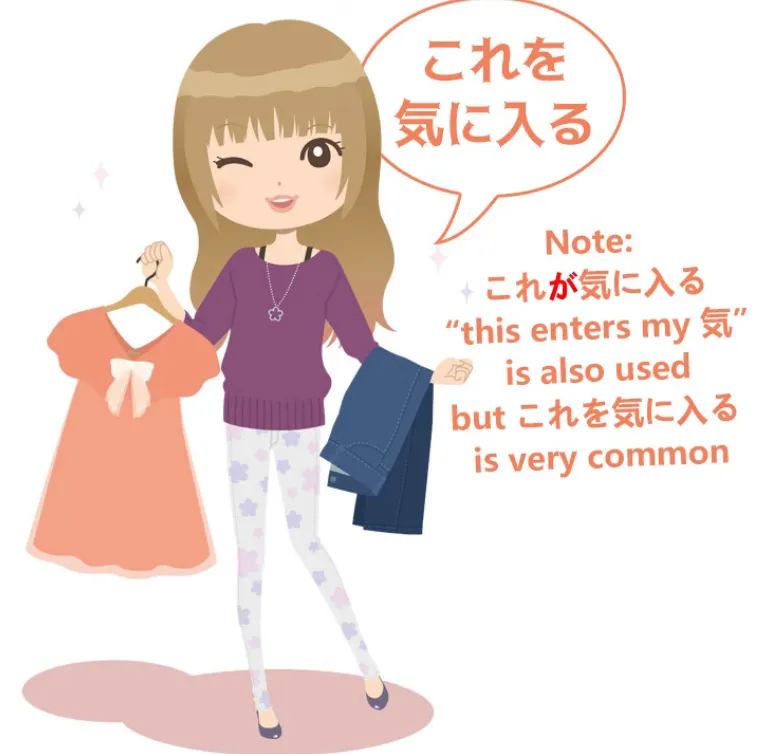 これを
気に入る
Note:
これが気に入る
“this enters my 気”
is also used
but これを気に入る
is very common